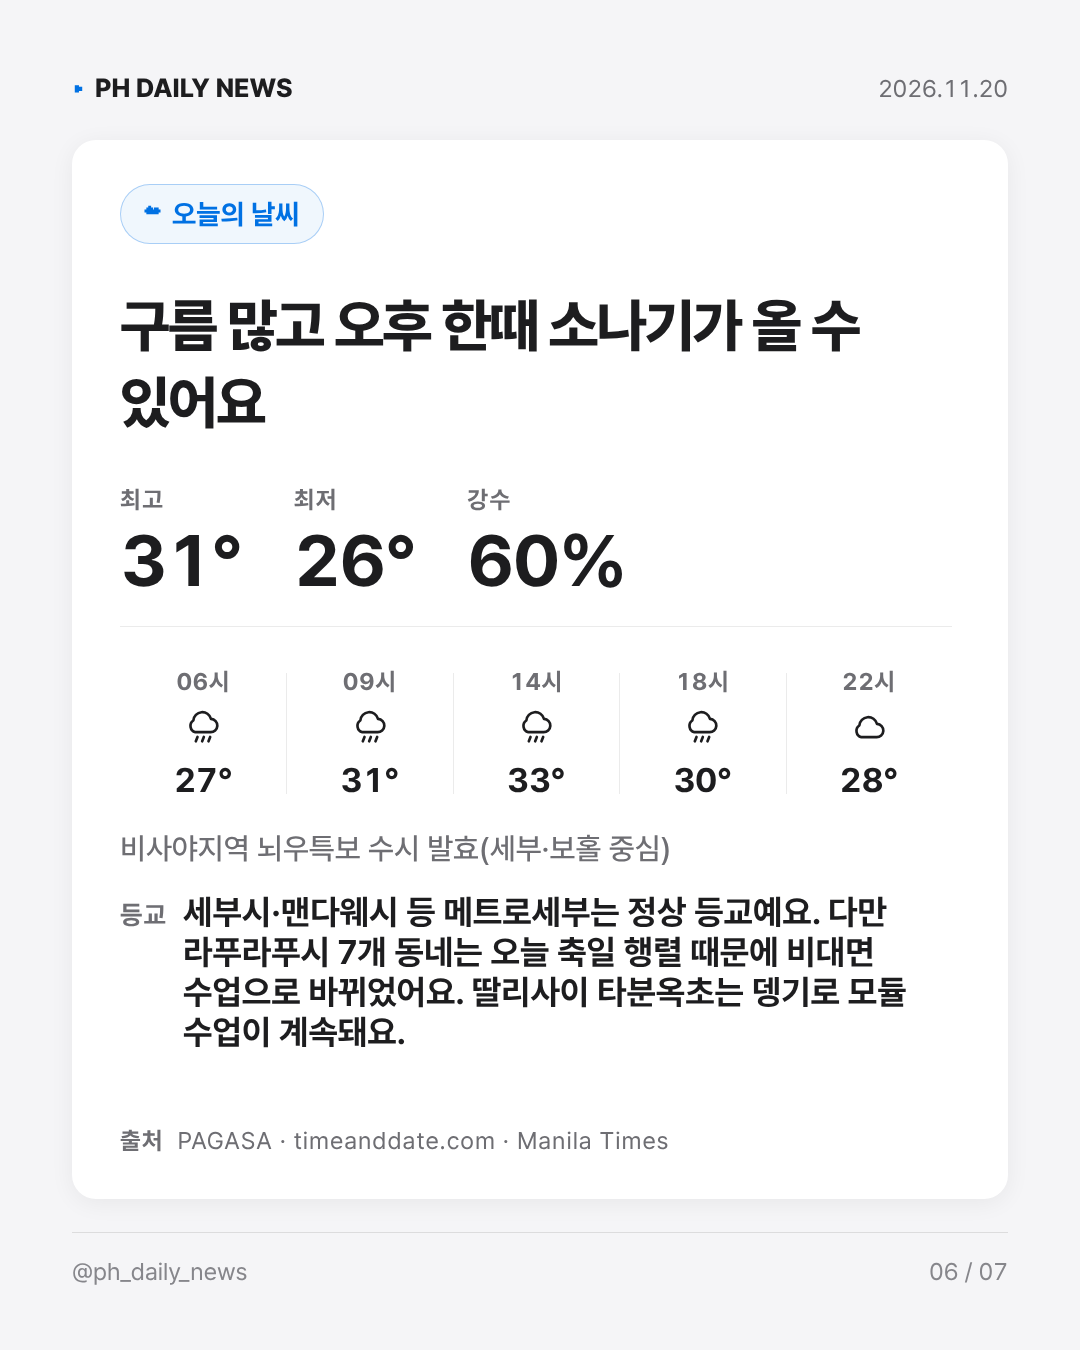 PH DAILY NEWS
2026.11.20
오늘의 날씨
구름 많고 오후 한때 소나기가 올 수
있어요
최고 최저 강수
31° 26° 60%
06시 09시 14시 18시 22시
27° 31° 33° 30° 28°
비사야지역 뇌우특보 수시 발효(세부·보홀 중심)
등교 세부시·맨다웨시 등 메트로세부는 정상 등교예요. 다만
라푸라푸시 7개 동네는 오늘 축일 행렬 때문에 비대면
수업으로 바뀌었어요. 딸리사이 타분옥초는 뎅기로 모듈
수업이 계속돼요.
출처 PAGASA · timeanddate.com · Manila Times
@ph_daily_news
06 / 07